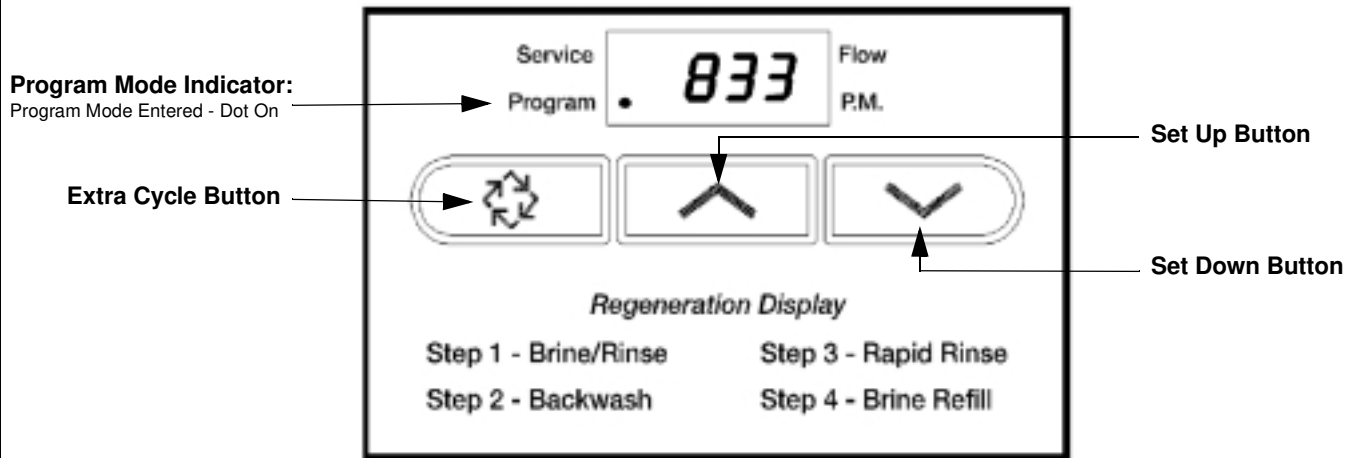 Service
833
Flow
Program Mode Indicator:
Program Mode Entered - Dot On
Program
P.M.
Set Up Button
Extra Cycle Button
Set Down Button
Regeneration Display
Step 1 - Brine/Rinse
Step 3 - Rapid Rinse
Step 2 - Backwash
Step 4 - Brine Refill